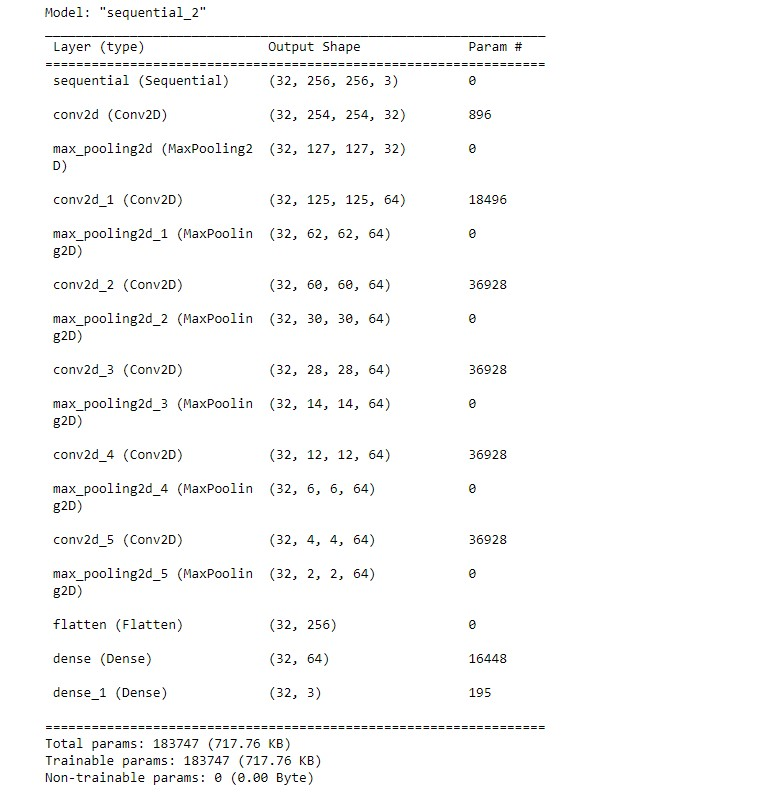 Model: "sequential_2"
Layer (type) Output Shape Param #
sequential (Sequential) (32, 256, 256, 3) 0
conv2d (Conv2D) (32, 254, 254, 32) 896
max_pooling2d (MaxPooling2 (32, 127, 127, 32) 0
D)
conv2d_1 (Conv2D) (32, 125, 125, 64) 18496
max_pooling2d_1 (MaxPoolin (32, 62, 62, 64) 0
g2D)
conv2d_2 (Conv2D) (32, 60, 60, 64) 36928
max_pooling2d_2 (MaxPoolin (32, 30, 30, 64) 0
g2D)
conv2d_3 (Conv2D) (32, 28, 28, 64) 36928
max_pooling2d_3 (MaxPoolin (32, 14, 14, 64) 0
g2D)
conv2d_4 (Conv2D) (32, 12, 12, 64) 36928
max_pooling2d_4 (MaxPoolin (32, 6, 6, 64) 0
g2D)
conv2d_5 (Conv2D) (32, 4, 4, 64) 36928
max_pooling2d_5 (MaxPoolin (32, 2, 2, 64) 0
g2D)
flatten (Flatten) (32, 256) 0
dense (Dense) (32, 64) 16448
dense_1 (Dense) (32, 3) 195
Total params: 183747 (717.76 KB)
Trainable params: 183747 (717.76 KB)
Non-trainable params: 0 (0.00 Byte)